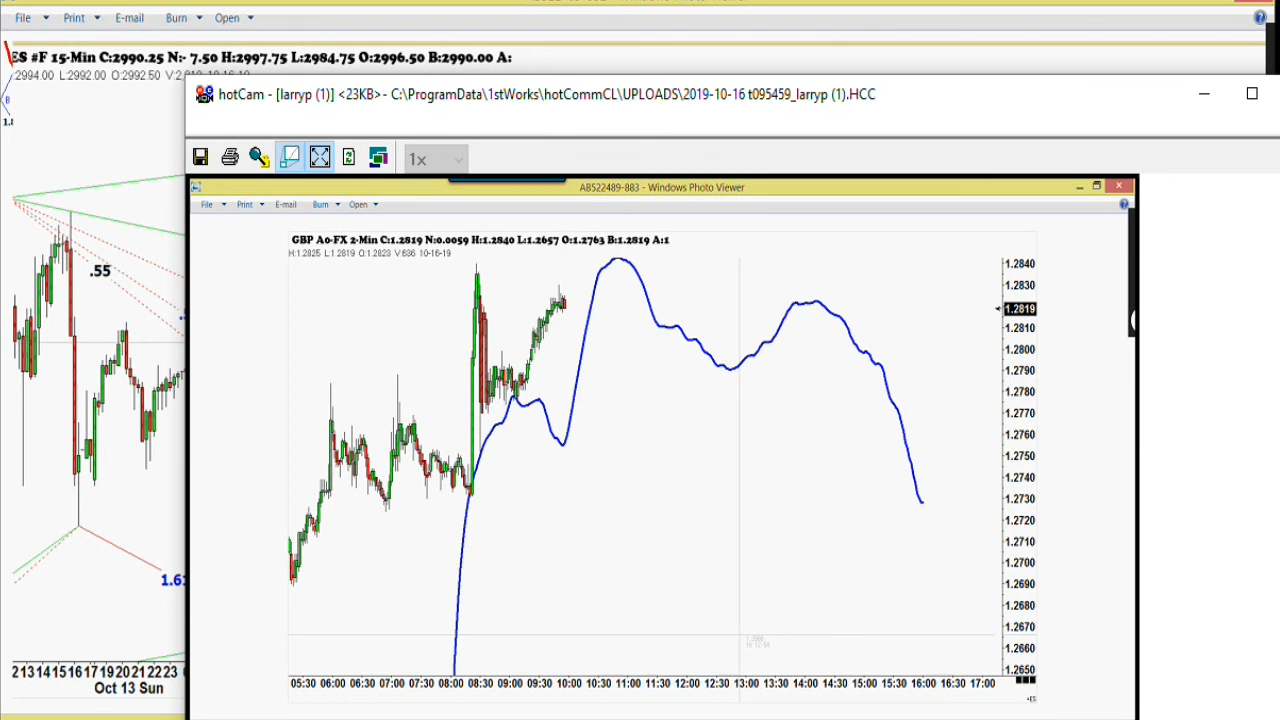 File Print E-mail Burn Open
ES #F 15-Min C:2990.25 N:- 7.50 H:2997.75 L:2984.75 O:2996.50 B:2990.00 A:
:2994.00 L:2992.00 O:2992.50
hotCam - [larryp (1)] <23KB>- C:\ProgramData\1stWorks\hotCommCL\UPLOADS\2019-10-16 t095459_larryp (1).HCC
B
1x
AB522489-883 - Windows Photo Viewer
File Print E-mail Burn Open
GBP A0-FX 2-Min C:1.2819 N:0.0059 H:1.2840 L:1.2657 O:1.2763 B:1.2819 A:1
H:1.2825 L:1.2819 O:1.2823 V:636 10-16-19
.55
1.2840
1.2830
1.2819
1.2810
1.2800
1.2790
1.2780
1.2770
1.2760
1.2750
1.2740
1.2730
1.2720
1.2710
1.2700
1.2690
1.2680
1.2670
1.2660
1.2650
1.61
213 14 15 16 17 19 20 21 22 23
Oct 13 Sun
05:30 06:00 06:30 07:00 07:30 08:00 08:30 09:00 09:30 10:00 10:30 11:00 11:30 12:00 12:30 13:00 13:30 14:00 14:30 15:00 15:30 16:00 16:30 17:00
ES